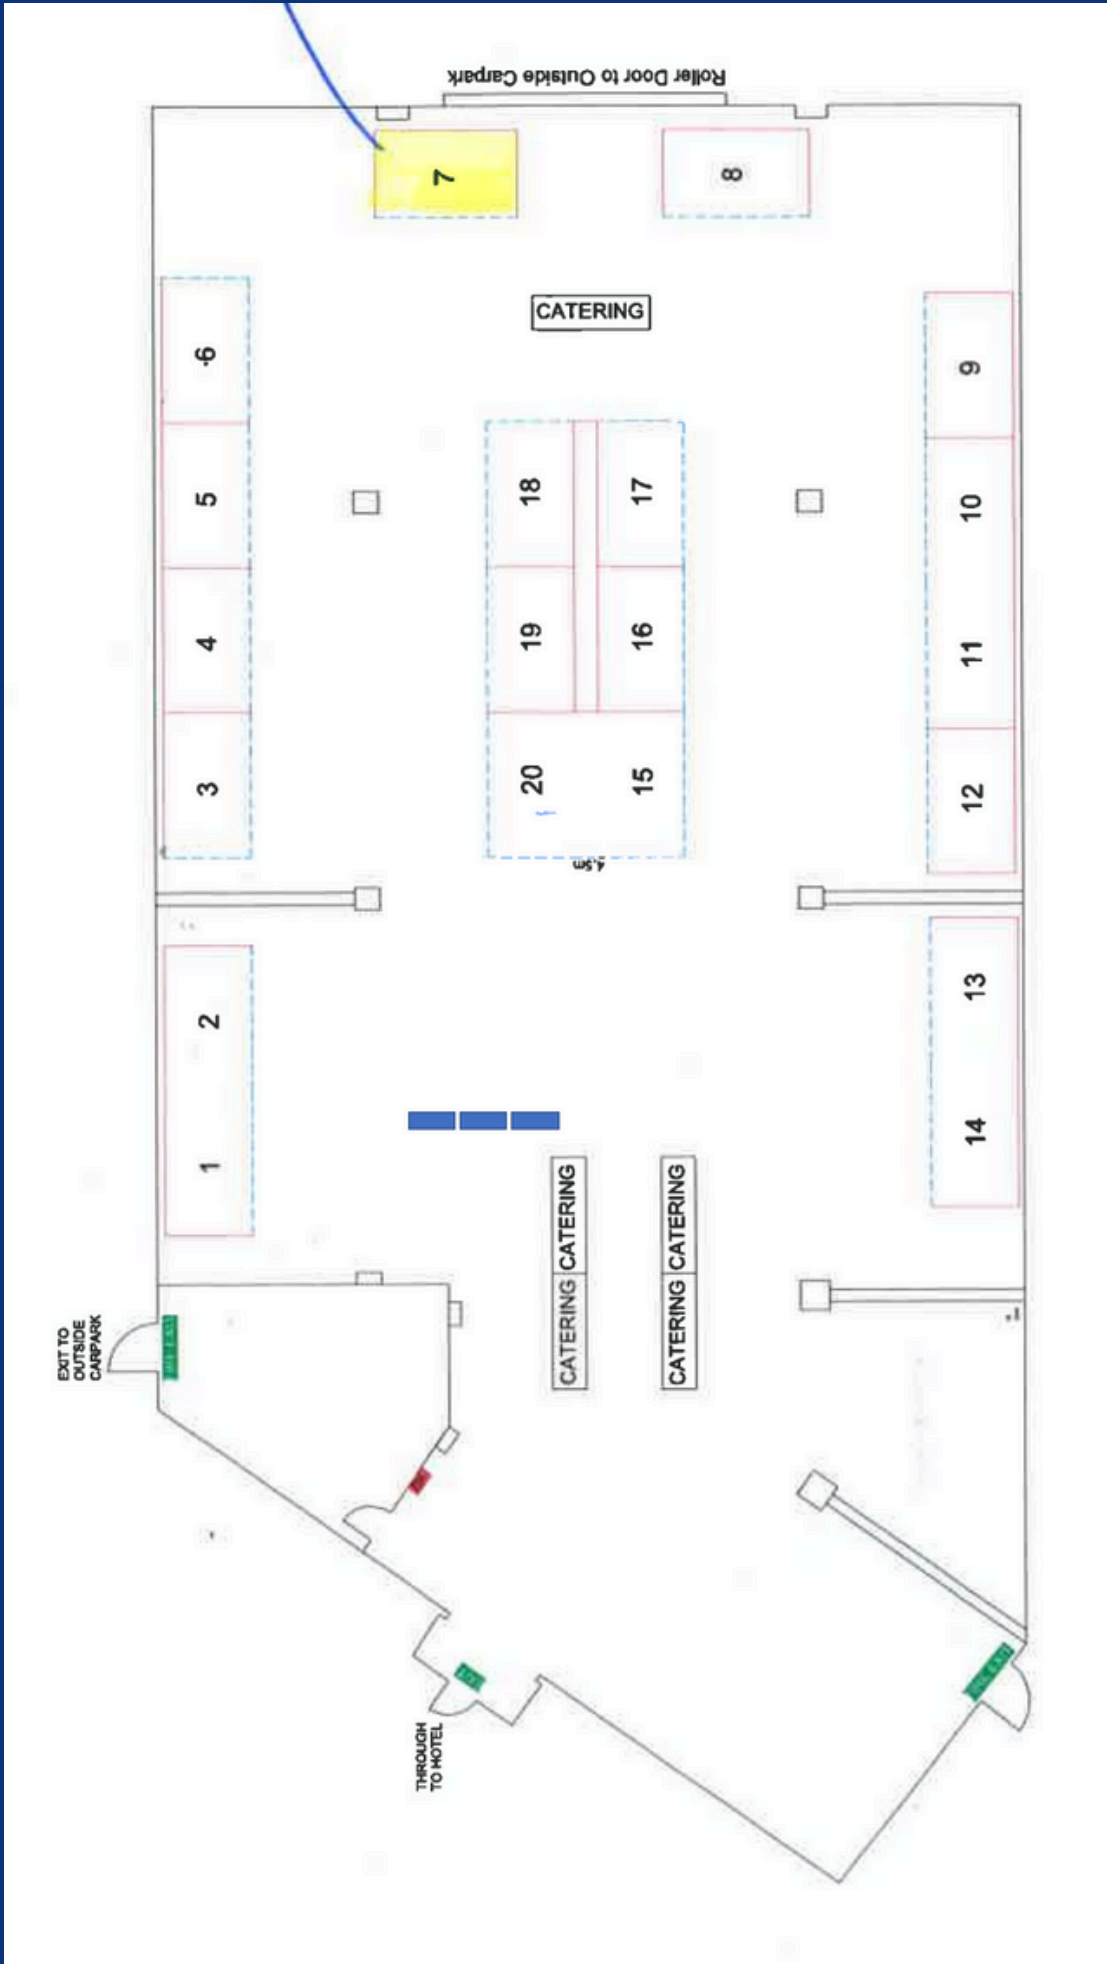 Roller Door to Outside Carpark
7
8
6
CATERING
9
5
18
17
10
4
19
16
11
3
20
15
12
4.5m
2
13
1
14
CATERING
CATERING
CATERING
CATERING
EXIT TO
OUTSIDE
CARPARK
EXIT
THROUGH
TO HOTEL